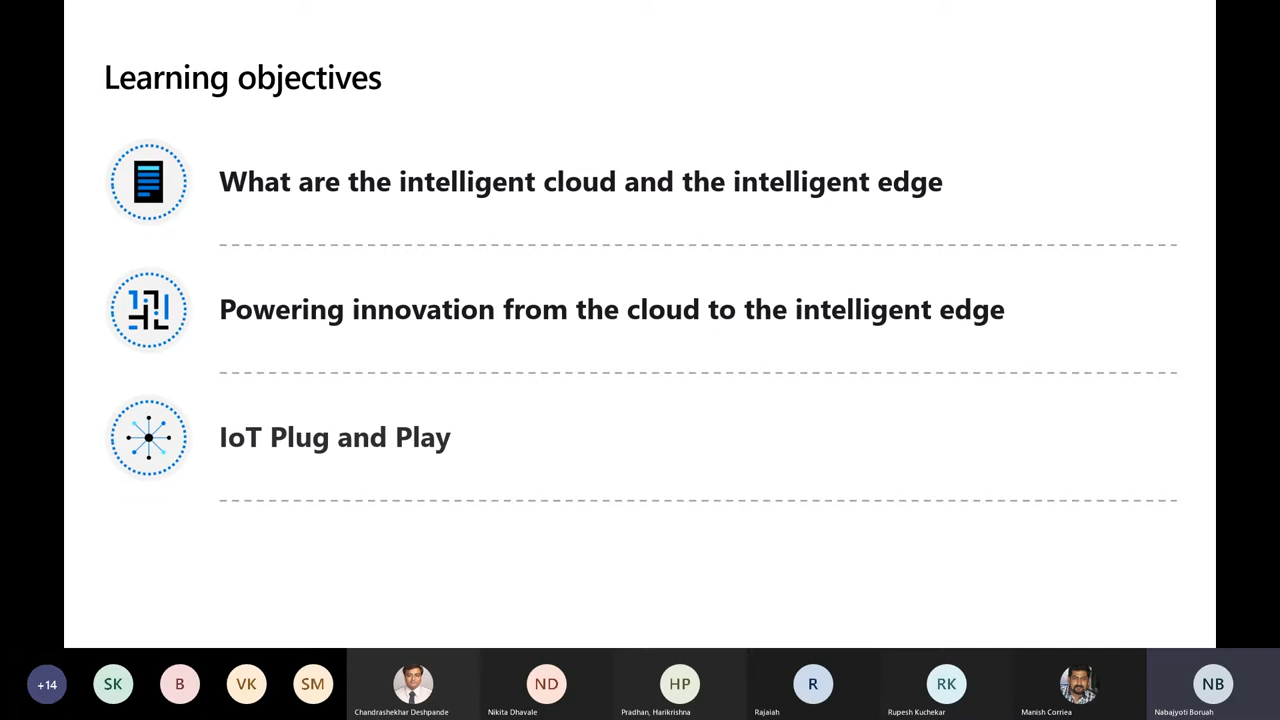 Learning objectives
What are the intelligent cloud and the intelligent edge
Powering innovation from the cloud to the intelligent edge
IoT Plug and Play
+14
SK
B
VK
SM
Chandrashekhar Deshpande
ND
Nikita Dhavale
HP
Pradhan, Harikrishna
R
Rajaiah
RK
Rupesh Kuchekar
Manish Corriea
NB
Nabajyoti Boruah